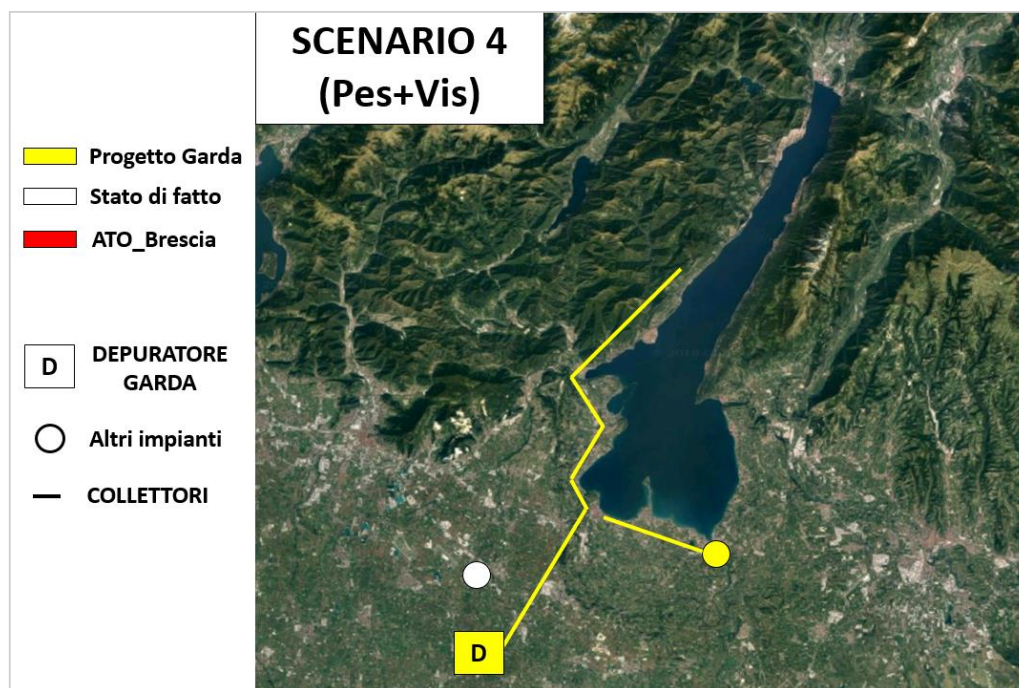 SCENARIO 4
(Pes+Vis)
Progetto Garda
Stato di fatto
ATO_Brescia
D
DEPURATORE
GARDA
Altri impianti
COLLETTORI
D